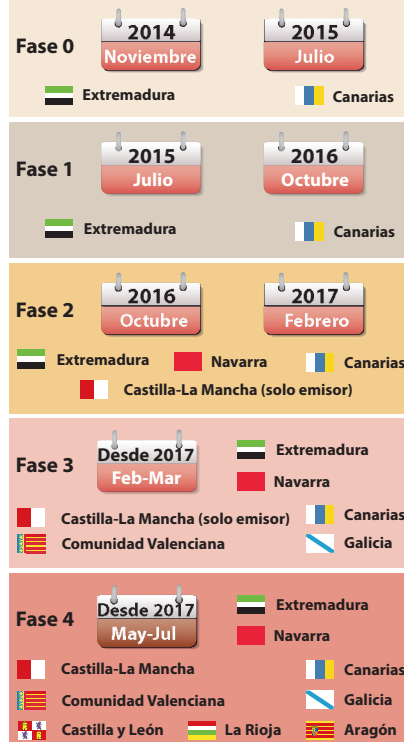 Fase 0
2014
Noviembre
2015
Julio
Extremadura
Canarias
Fase 1
2015
Julio
2016
Octubre
Extremadura
Canarias
Fase 2
2016
Octubre
2017
Febrero
Extremadura
Navarra
Canarias
Castilla-La Mancha (solo emisor)
Fase 3
Desde 2017
Feb-Mar
Extremadura
Navarra
Castilla-La Mancha (solo emisor)
Canarias
Comunidad Valenciana
Galicia
Fase 4
Desde 2017
May-Jul
Extremadura
Navarra
Castilla-La Mancha
Canarias
Comunidad Valenciana
Galicia
Castilla y León
La Rioja
Aragón